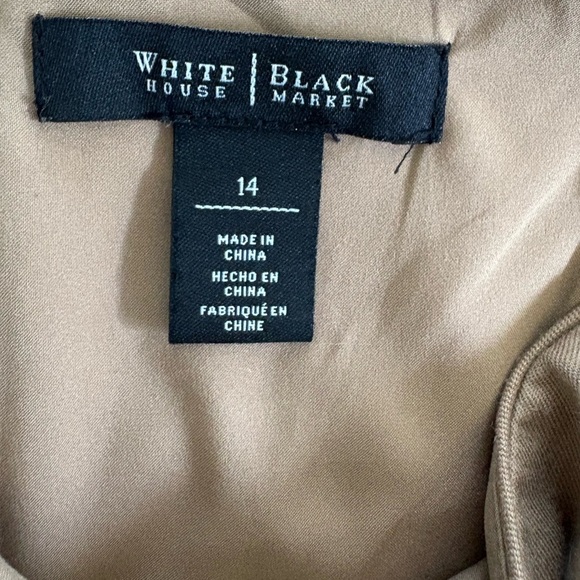 WHITE | BLACK
HOUSE | MARKET
14
MADE IN
CHINA
HECHO EN
CHINA
FABRIQUÉ EN
CHINE